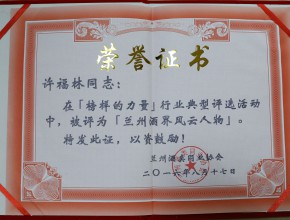 荣誉证书
许福林同志：
在「榜样的力量」行业典型评选活动
中，被评为「兰州酒界风云人物」。
特发此证，以资鼓励！
兰州酒类商业协会
二〇一六年八月十七日